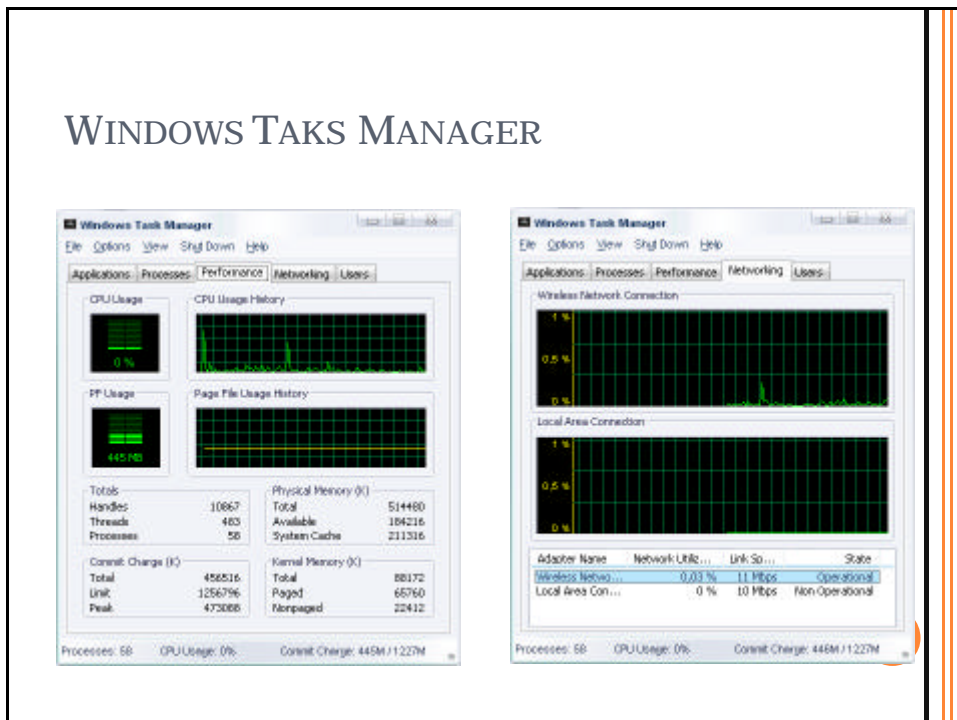 WINDOWS TAKS MANAGER
Windows Task Manager
File Options View Shut Down Help
Applications Processes Performance Networking Users
CPU Usage CPU Usage History
0 %
PF Usage Page File Usage History
445 MB
Totals
Handles 10867
Threads 483
Processes 58
Physical Memory (K)
Total 514480
Available 184216
System Cache 211316
Commit Charge (K)
Total 456516
Limit 1256796
Peak 473088
Kernel Memory (K)
Total 88172
Paged 65760
Nonpaged 22412
Processes: 58 CPU Usage: 0% Commit Charge: 445M / 1227M
Windows Task Manager
File Options View Shut Down Help
Applications Processes Performance Networking Users
Wireless Network Connection
1 %
0,5 %
0 %
Local Area Connection
1 %
0,5 %
0 %
Adapter Name Network Utiliz... Link Sp... State
Wireless Netwo... 0,03 % 11 Mbps Operational
Local Area Con... 0 % 10 Mbps Non Operational
Processes: 58 CPU Usage: 0% Commit Charge: 446M / 1227M